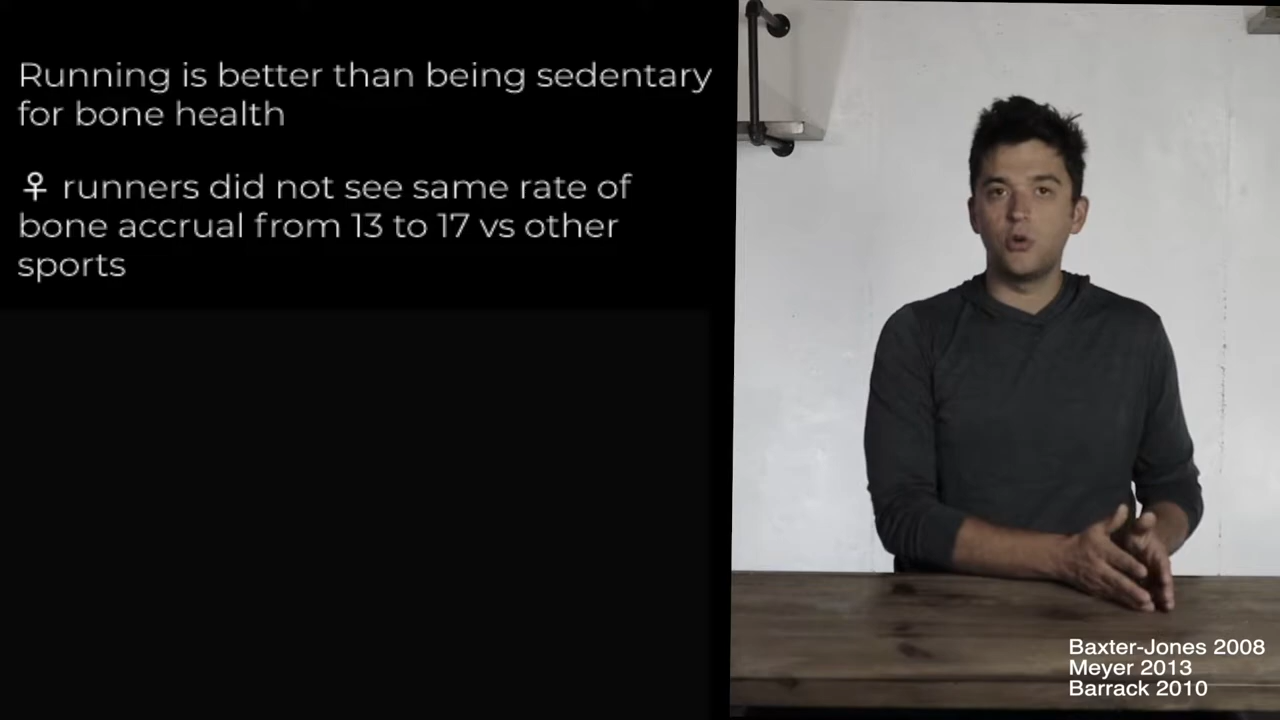 Running is better than being sedentary
for bone health
♀ runners did not see same rate of
bone accrual from 13 to 17 vs other
sports
Baxter-Jones 2008
Meyer 2013
Barrack 2010